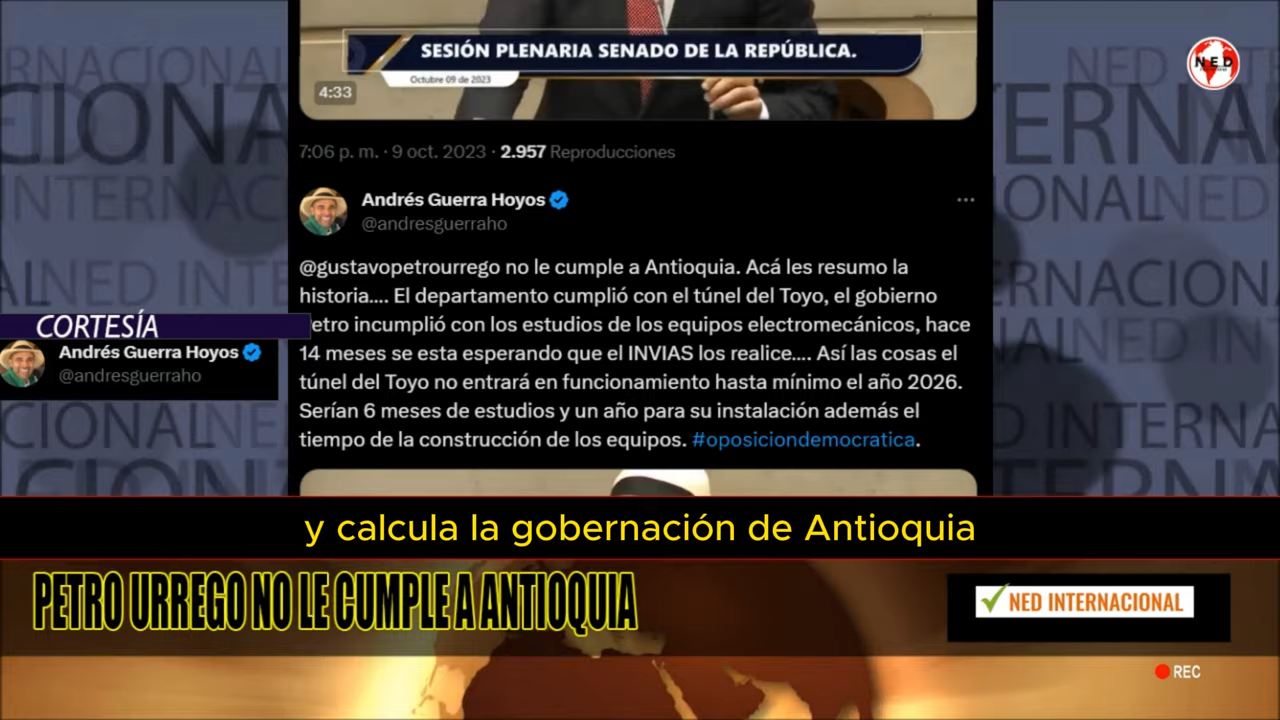 SESIÓN PLENARIA SENADO DE LA REPÚBLICA.
Octubre 09 de 2023
4:33
NED
7:06 p. m. · 9 oct. 2023 · 2.957 Reproducciones
Andrés Guerra Hoyos
@andresguerraho
@gustavopetrourrego no le cumple a Antioquia. Acá les resumo la
historia.... El departamento cumplió con el túnel del Toyo, el gobierno
etro incumplió con los estudios de los equipos electromecánicos, hace
14 meses se esta esperando que el INVIAS los realice.... Así las cosas el
túnel del Toyo no entrará en funcionamiento hasta mínimo el año 2026.
Serían 6 meses de estudios y un año para su instalación además el
tiempo de la construcción de los equipos. #oposiciondemocratica.
CORTESÍA
Andrés Guerra Hoyos
@andresguerraho
y calcula la gobernación de Antioquia
PETRO URREGO NO LE CUMPLE A ANTIOQUIA
NED INTERNACIONAL
REC